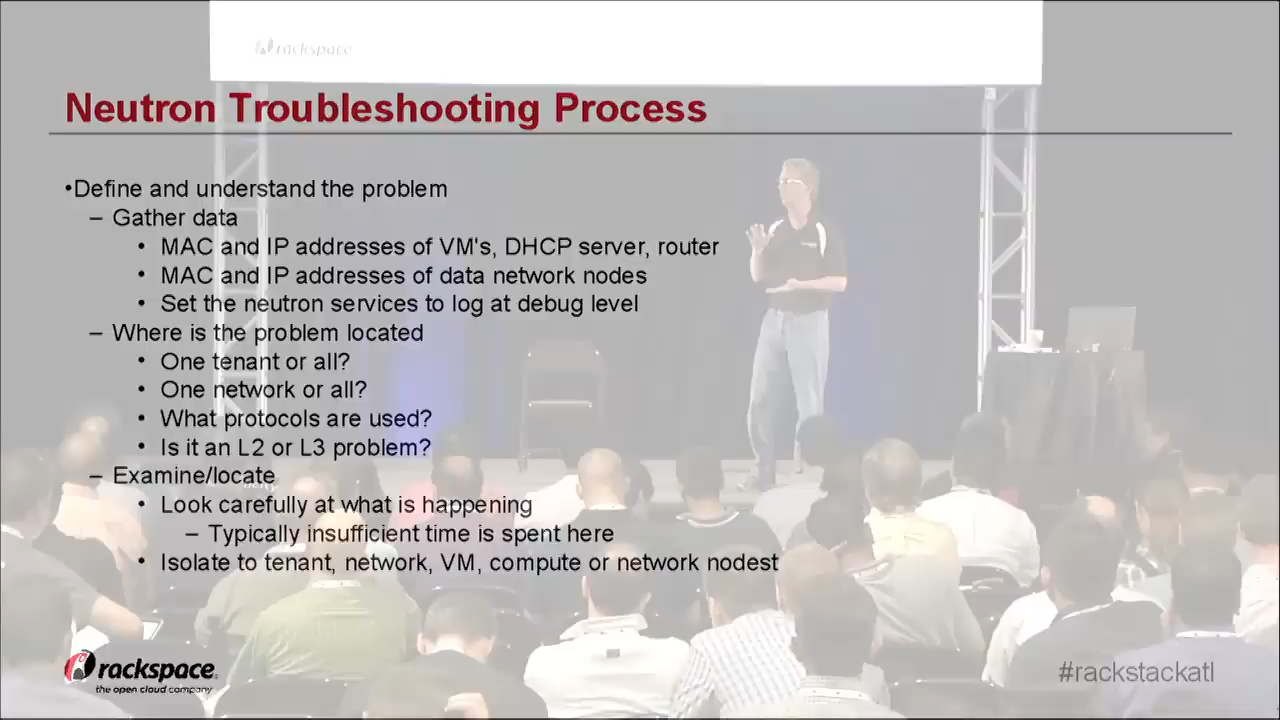 rackspace
Neutron Troubleshooting Process
•Define and understand the problem
– Gather data
• MAC and IP addresses of VM's, DHCP server, router
• MAC and IP addresses of data network nodes
• Set the neutron services to log at debug level
– Where is the problem located
• One tenant or all?
• One network or all?
• What protocols are used?
• Is it an L2 or L3 problem?
– Examine/locate
• Look carefully at what is happening
– Typically insufficient time is spent here
• Isolate to tenant, network, VM, compute or network nodest
rackspace.
the open cloud company
#rackstackatl